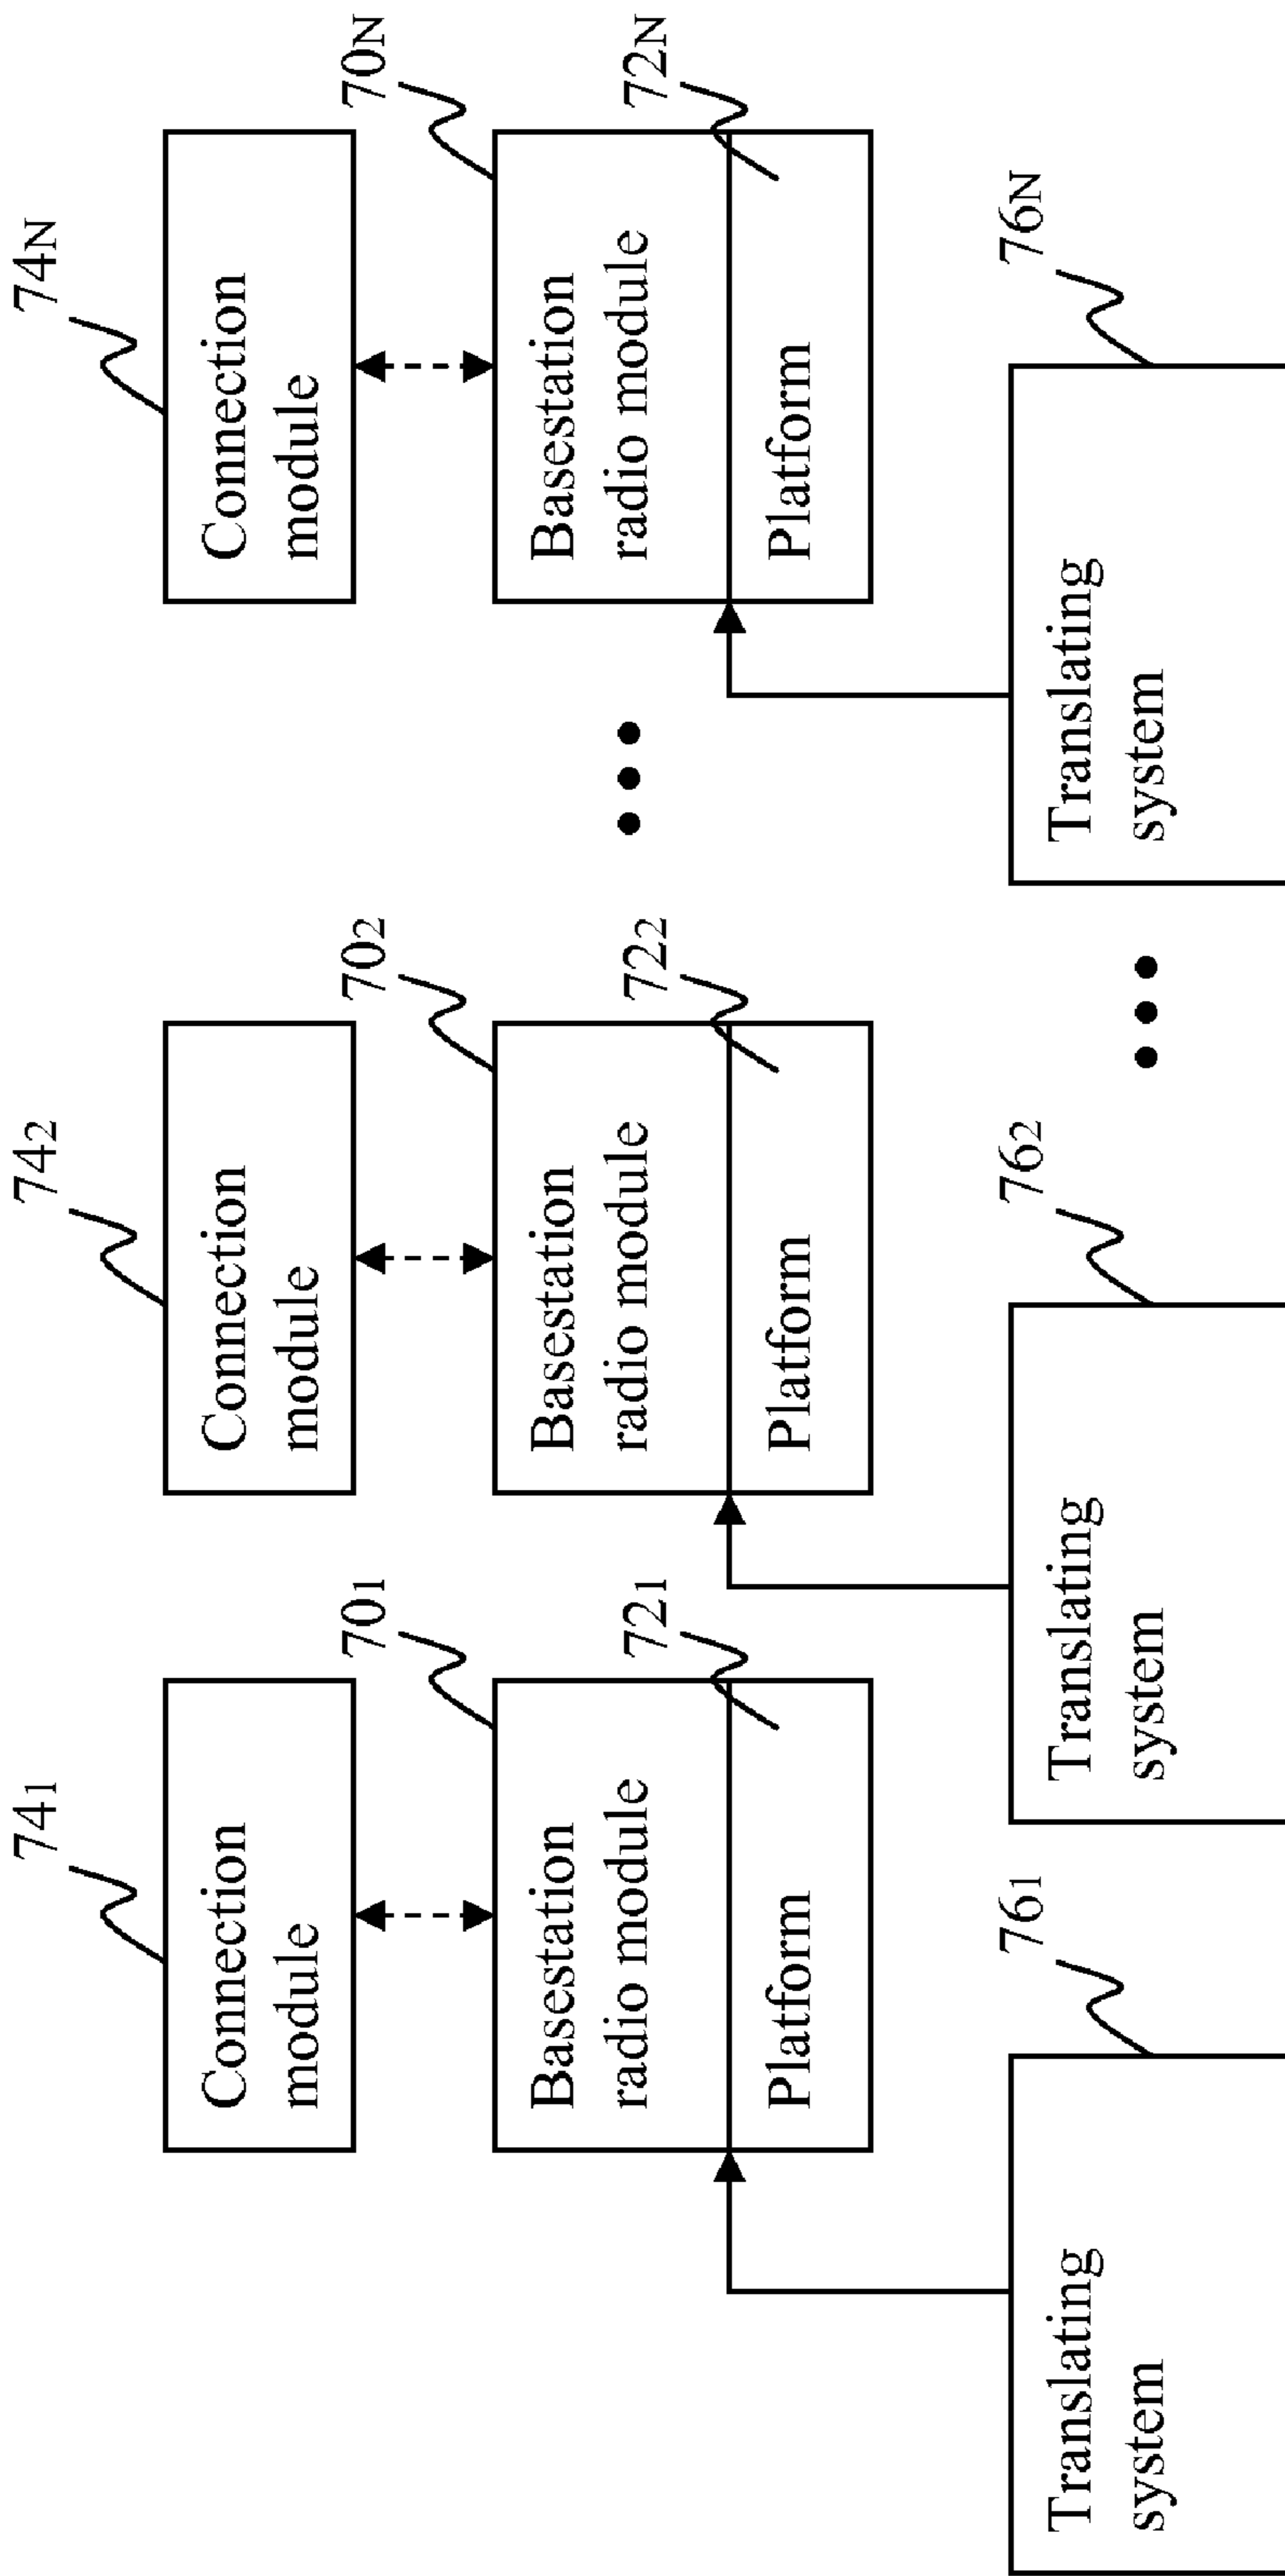 74₁
Connection
module
70₁
Basestation
radio module
72₁
Platform
76₁
Translating
system
74₂
Connection
module
70₂
Basestation
radio module
72₂
Platform
76₂
Translating
system
74N
Connection
module
70N
Basestation
radio module
72N
Platform
76N
Translating
system